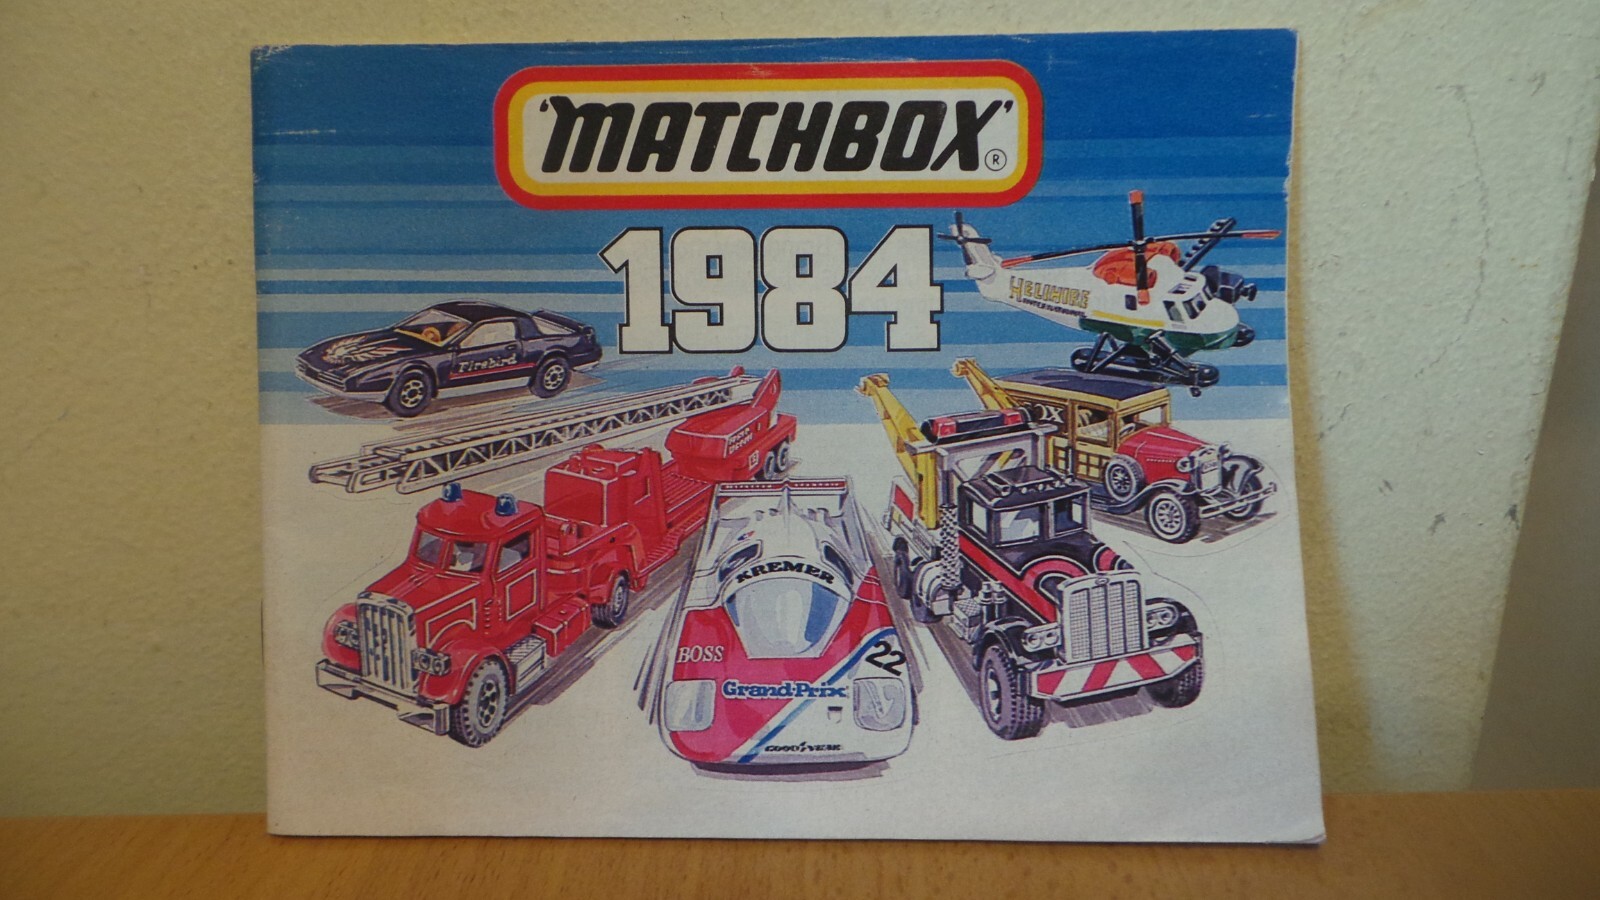 'MATCHBOX'
®
1984
HELIHIRE
Firebird
KREMER
BOSS
22
Grand Prix
GOODYEAR